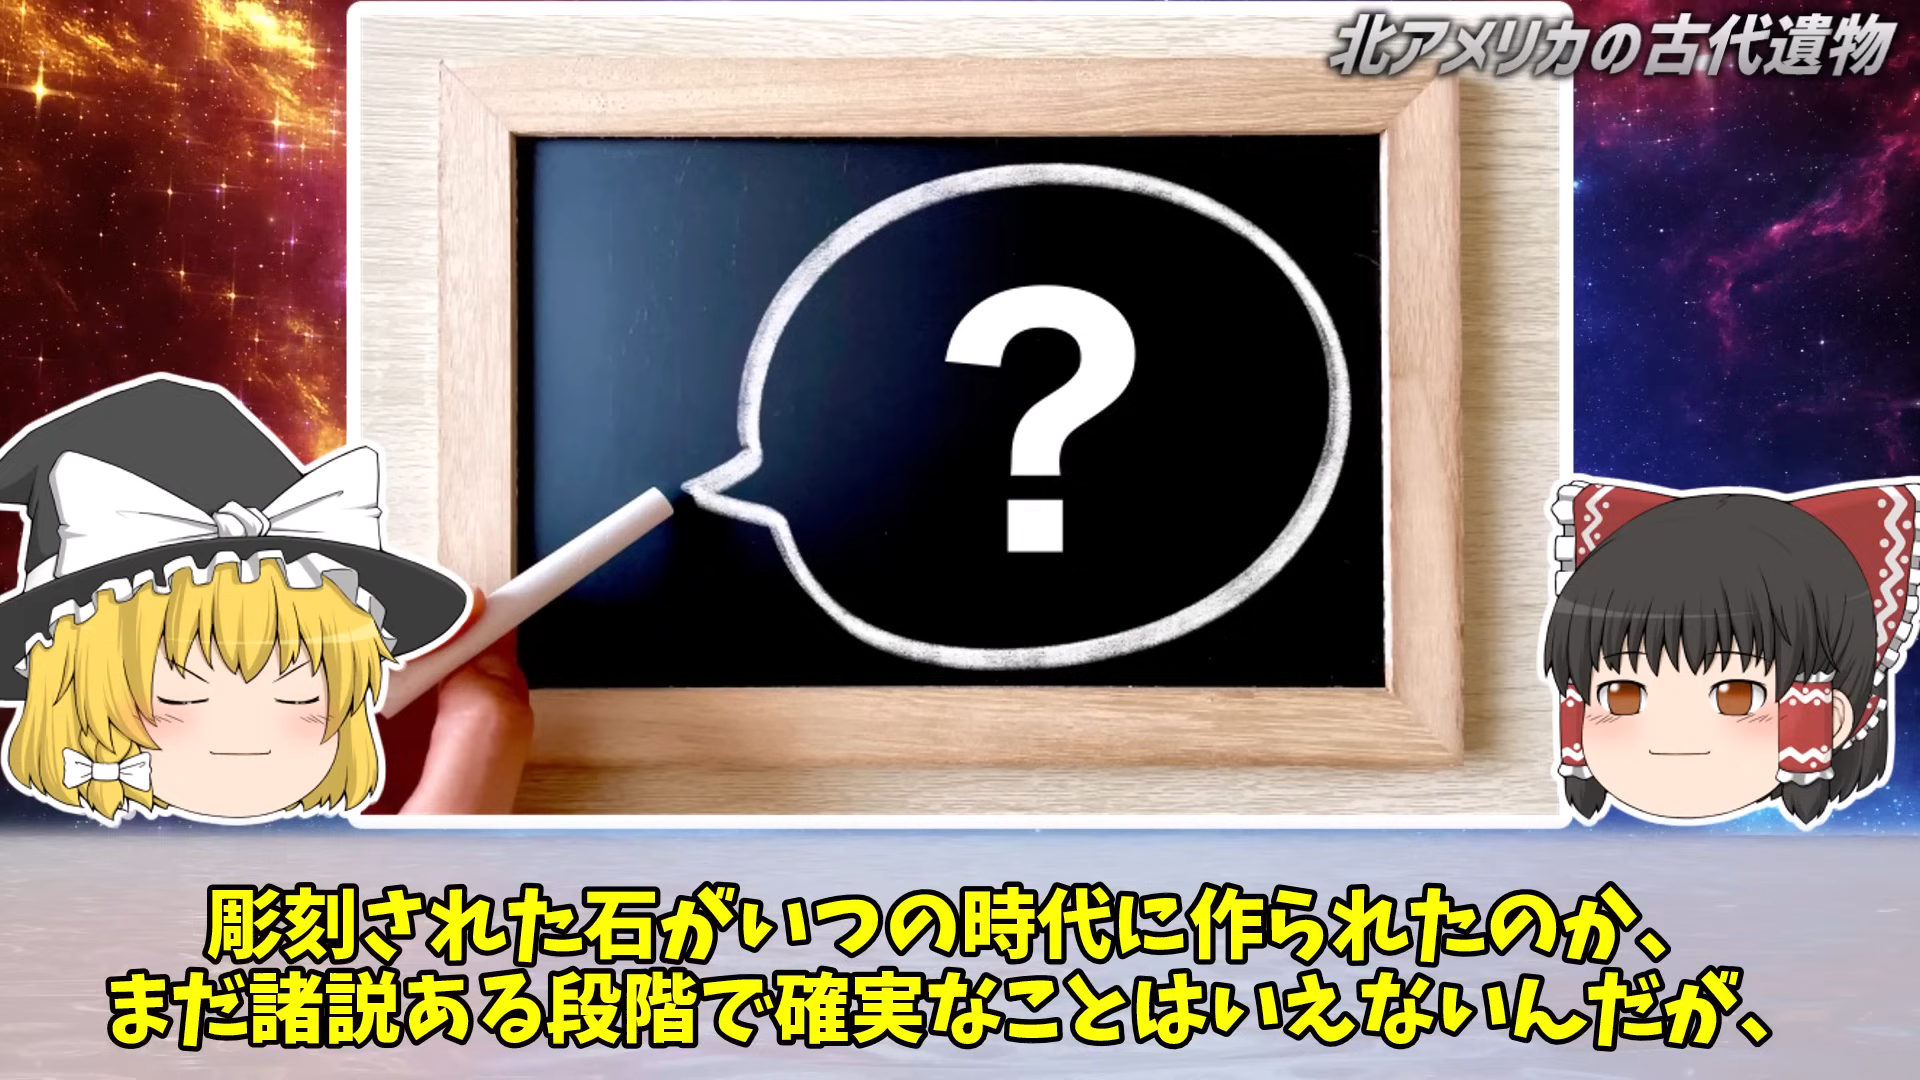 北アメリカの古代遺物
?
彫刻された石がいつの時代に作られたのか、
まだ諸説ある段階で確実なことはいえないんだが、